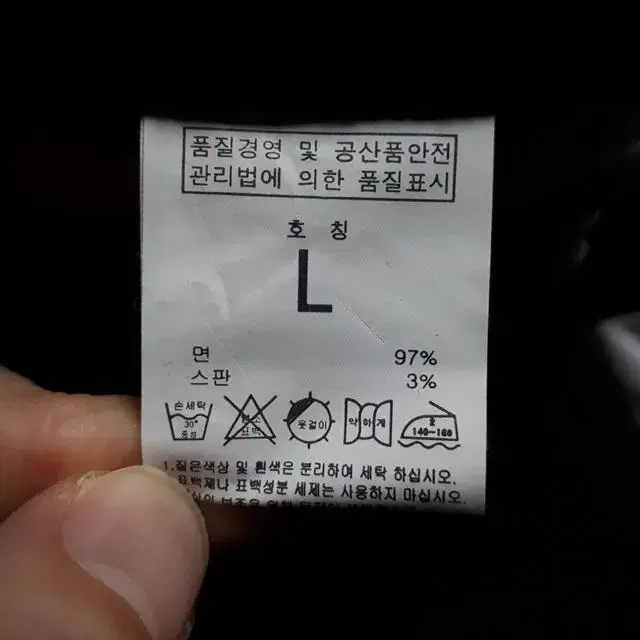 품질경영 및 공산품안전
관리법에 의한 품질표시
호 칭
L
면 97%
스판 3%
손세탁 30° 중성 옷걸이 약하게 2 140~160
1.짙은색상 및 흰색은 분리하여 세탁 하십시오.
표백제나 표백성분 세제는 사용하지 마십시오.